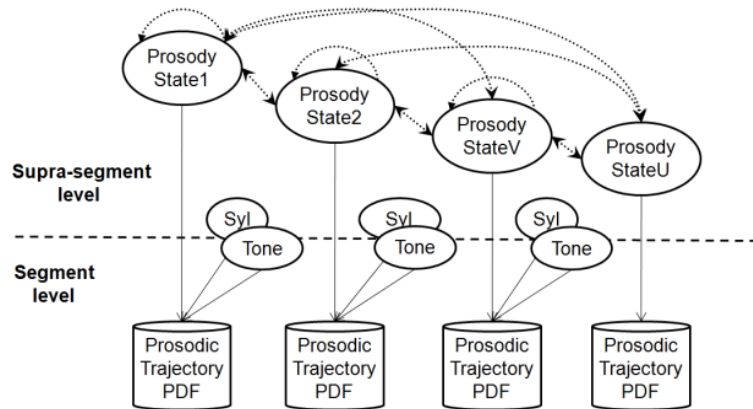 Prosody
State1
Prosody
State2
Prosody
StateV
Prosody
StateU
Supra-segment
level
Syl
Tone
Syl
Tone
Syl
Tone
Segment
level
Prosodic
Trajectory
PDF
Prosodic
Trajectory
PDF
Prosodic
Trajectory
PDF
Prosodic
Trajectory
PDF